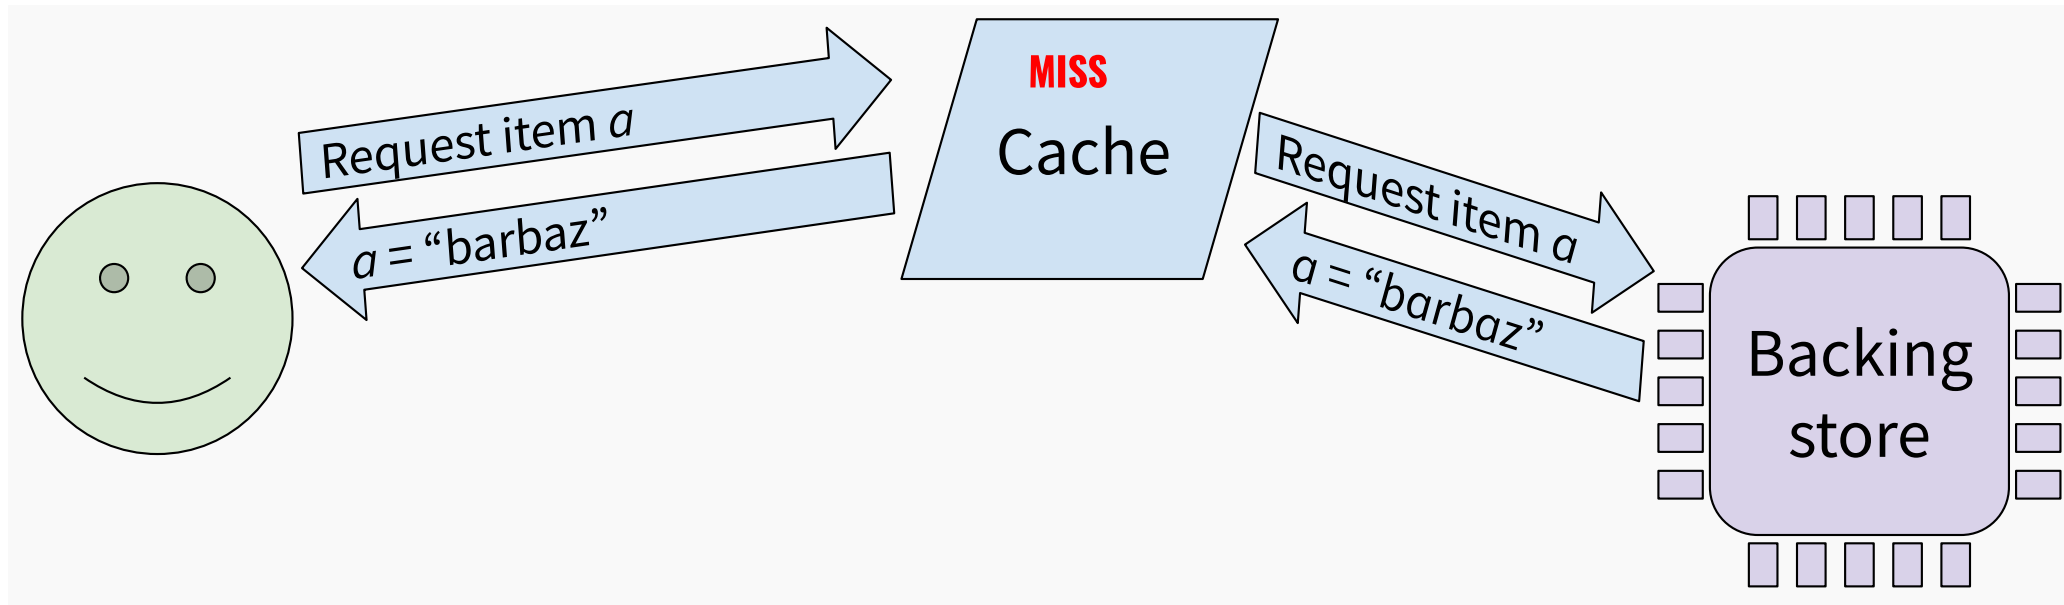 Request item a
a = “barbaz”
MISS
Cache
Request item a
a = “barbaz”
Backing
store